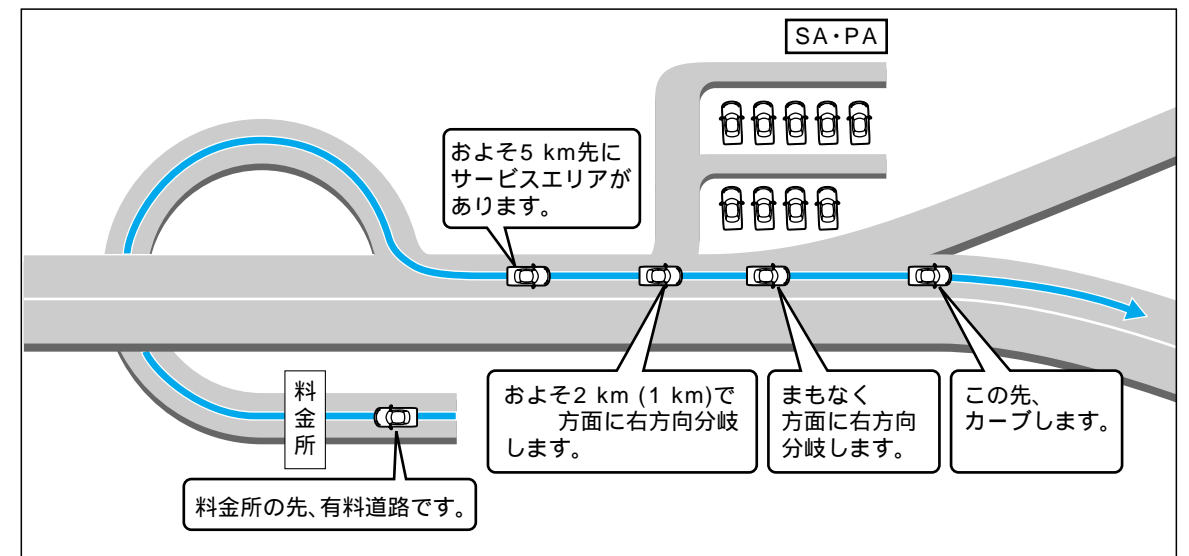 SA・PA
およそ5 km先に
サービスエリアが
あります。
およそ2 km (1 km)で
方面に右方向分岐
します。
まもなく
方面に右方向
分岐します。
この先、
カーブします。
料
金
所
料金所の先、有料道路です。